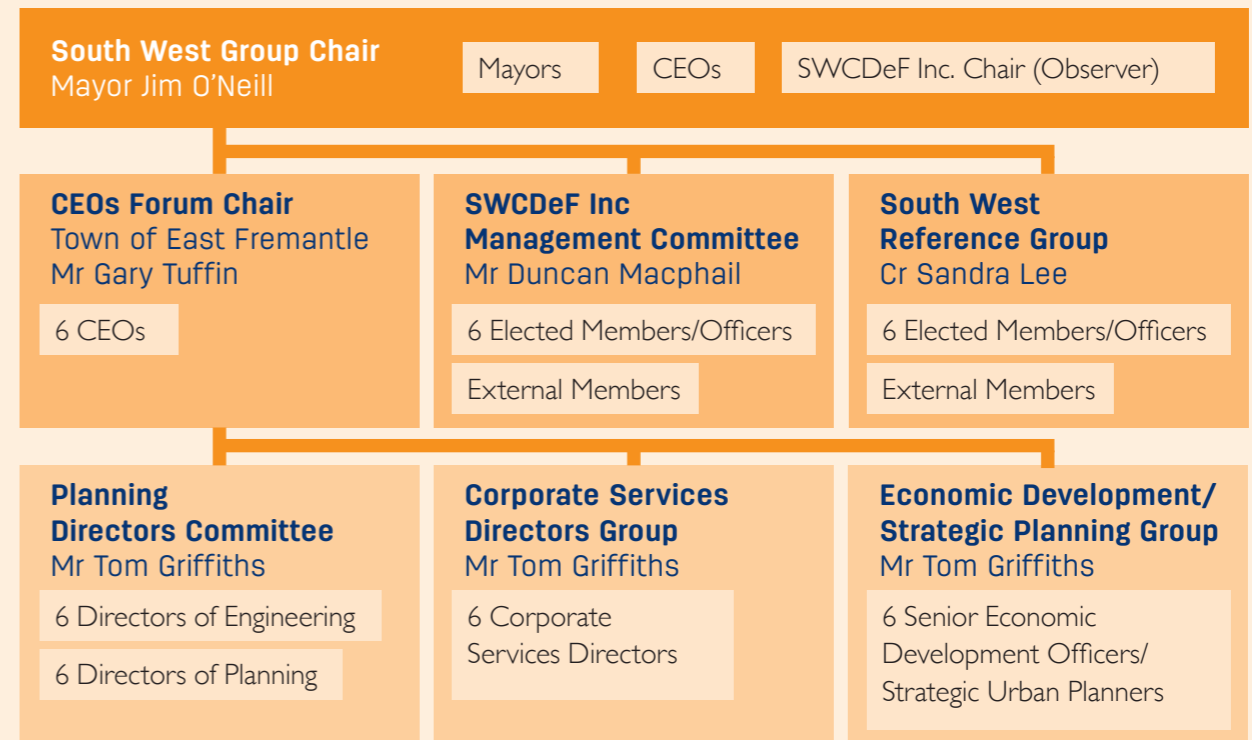 South West Group Chair
Mayor Jim O’Neill
Mayors
CEOs
SWCDeF Inc. Chair (Observer)
CEOs Forum Chair
Town of East Fremantle
Mr Gary Tuffin
6 CEOs
SWCDeF Inc
Management Committee
Mr Duncan Macphail
6 Elected Members/Officers
External Members
South West
Reference Group
Cr Sandra Lee
6 Elected Members/Officers
External Members
Planning
Directors Committee
Mr Tom Griffiths
6 Directors of Engineering
6 Directors of Planning
Corporate Services
Directors Group
Mr Tom Griffiths
6 Corporate
Services Directors
Economic Development/
Strategic Planning Group
Mr Tom Griffiths
6 Senior Economic
Development Officers/
Strategic Urban Planners